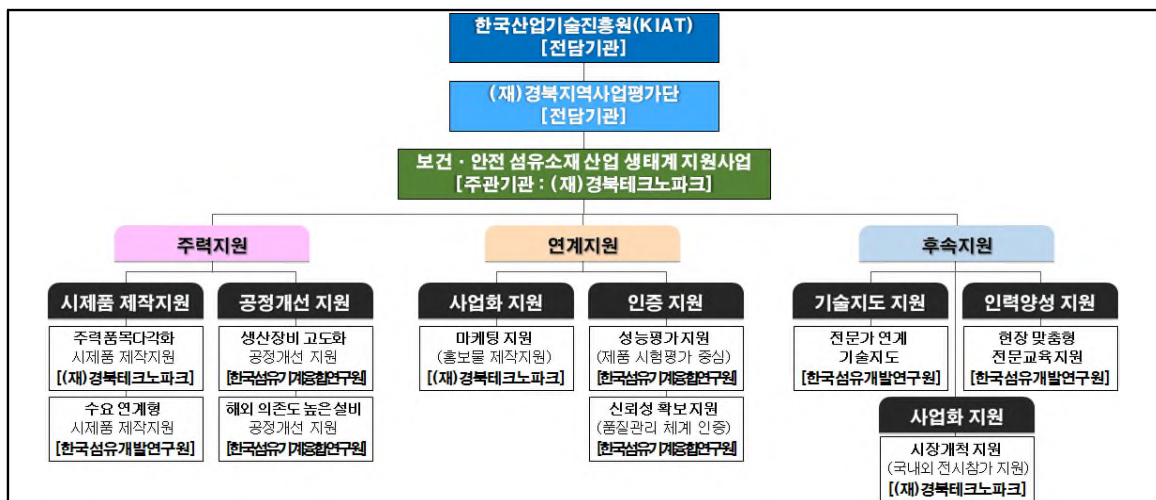 한국산업기술진흥원(KIAT)
[전담기관]
(재)경북지역사업평가단
[전담기관]
보건·안전 섬유소재 산업 생태계 지원사업
[주관기관 : (재)경북테크노파크]
주력지원
시제품 제작지원
주력품목다각화
시제품 제작지원
[(재)경북테크노파크]
수요 연계형
시제품 제작지원
[한국섬유개발연구원]
공정개선 지원
생산장비 고도화
공정개선 지원
[한국섬유기계융합연구원]
해외 의존도 높은설비
공정개선 지원
[한국섬유기계융합연구원]
연계지원
사업화 지원
마케팅 지원
(홍보물 제작지원)
[(재)경북테크노파크]
인증 지원
성능평가지원
(제품 시험평가 중심)
[한국섬유기계융합연구원]
신뢰성 확보지원
(품질관리 체계 인증)
[한국섬유기계융합연구원]
후속지원
기술지도 지원
전문가 연계
기술지도
[한국섬유개발연구원]
인력양성 지원
현장 맞춤형
전문교육지원
[한국섬유개발연구원]
사업화 지원
시장개척 지원
(국내외 전시참가 지원)
[(재)경북테크노파크]